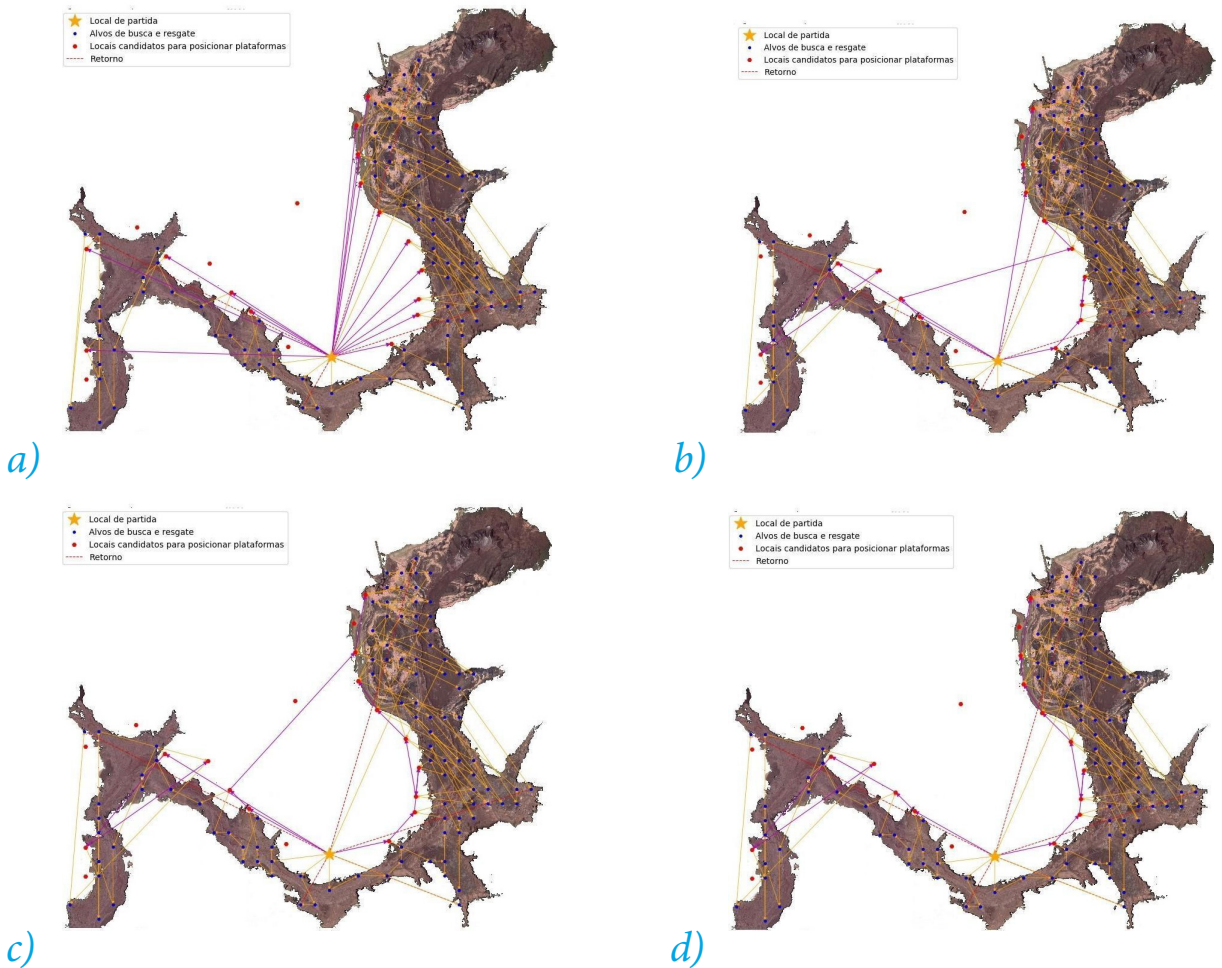 Local de partida
Alvos de busca e resgate
Locais candidatos para posicionar plataformas
Retorno
Local de partida
Alvos de busca e resgate
Locais candidatos para posicionar plataformas
Retorno
a)
b)
Local de partida
Alvos de busca e resgate
Locais candidatos para posicionar plataformas
Retorno
Local de partida
Alvos de busca e resgate
Locais candidatos para posicionar plataformas
Retorno
c)
d)